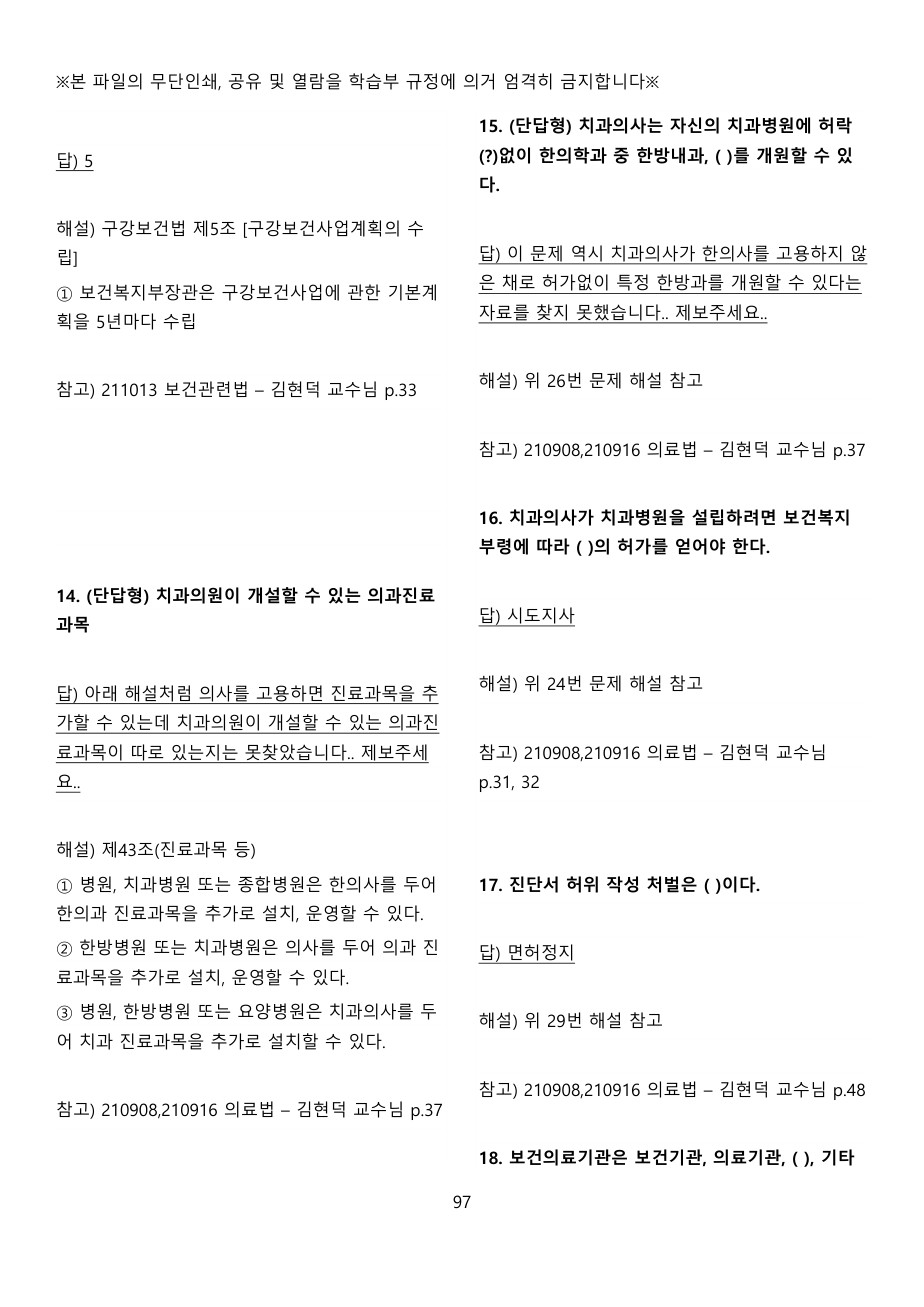 ※본 파일의 무단인쇄, 공유 및 열람을 학습부 규정에 의거 엄격히 금지합니다※
답) 5
해설) 구강보건법 제5조 [구강보건사업계획의 수
립]
① 보건복지부장관은 구강보건사업에 관한 기본계
획을 5년마다 수립
참고) 211013 보건관련법 – 김현덕 교수님 p.33
14. (단답형) 치과의원이 개설할 수 있는 의과진료
과목
답) 아래 해설처럼 의사를 고용하면 진료과목을 추
가할 수 있는데 치과의원이 개설할 수 있는 의과진
료과목이 따로 있는지는 못찾았습니다.. 제보주세
요..
해설) 제43조(진료과목 등)
① 병원, 치과병원 또는 종합병원은 한의사를 두어
한의과 진료과목을 추가로 설치, 운영할 수 있다.
② 한방병원 또는 치과병원은 의사를 두어 의과 진
료과목을 추가로 설치, 운영할 수 있다.
③ 병원, 한방병원 또는 요양병원은 치과의사를 두
어 치과 진료과목을 추가로 설치할 수 있다.
참고) 210908,210916 의료법 – 김현덕 교수님 p.37
15. (단답형) 치과의사는 자신의 치과병원에 허락
(?)없이 한의학과 중 한방내과, ( )를 개원할 수 있
다.
답) 이 문제 역시 치과의사가 한의사를 고용하지 않
은 채로 허가없이 특정 한방과를 개원할 수 있다는
자료를 찾지 못했습니다.. 제보주세요..
해설) 위 26번 문제 해설 참고
참고) 210908,210916 의료법 – 김현덕 교수님 p.37
16. 치과의사가 치과병원을 설립하려면 보건복지
부령에 따라 ( )의 허가를 얻어야 한다.
답) 시도지사
해설) 위 24번 문제 해설 참고
참고) 210908,210916 의료법 – 김현덕 교수님
p.31, 32
17. 진단서 허위 작성 처벌은 ( )이다.
답) 면허정지
해설) 위 29번 해설 참고
참고) 210908,210916 의료법 – 김현덕 교수님 p.48
18. 보건의료기관은 보건기관, 의료기관, ( ), 기타
97